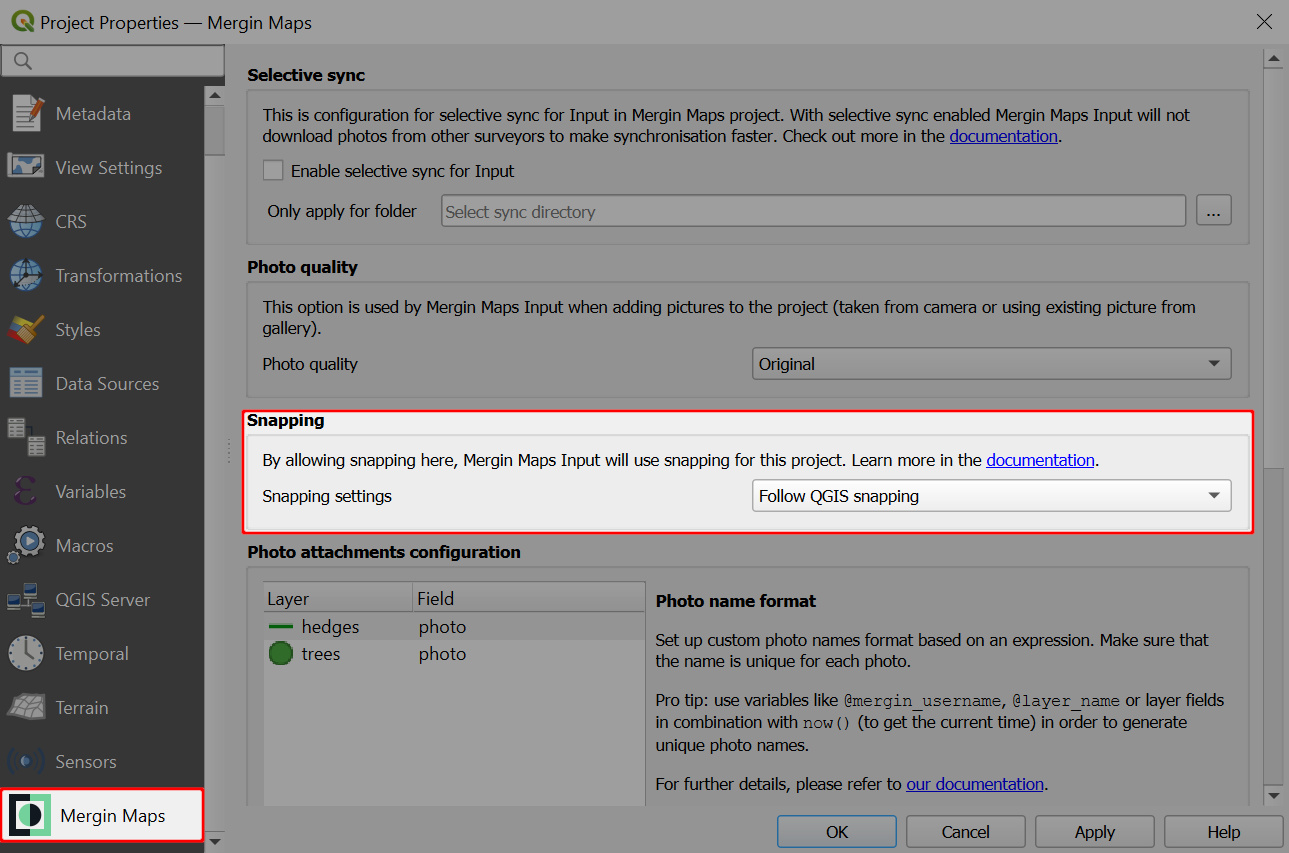 Project Properties — Mergin Maps
Metadata
View Settings
CRS
Transformations
Styles
Data Sources
Relations
Variables
Macros
QGIS Server
Temporal
Terrain
Sensors
Mergin Maps
Selective sync
This is configuration for selective sync for Input in Mergin Maps project. With selective sync enabled Mergin Maps Input will not
download photos from other surveyors to make synchronisation faster. Check out more in the documentation.
Enable selective sync for Input
Only apply for folder
Select sync directory
...
Photo quality
This option is used by Mergin Maps Input when adding pictures to the project (taken from camera or using existing picture from
gallery).
Photo quality
Original
Snapping
By allowing snapping here, Mergin Maps Input will use snapping for this project. Learn more in the documentation.
Snapping settings
Follow QGIS snapping
Photo attachments configuration
Layer Field
hedges photo
trees photo
Photo name format
Set up custom photo names format based on an expression. Make sure that
the name is unique for each photo.
Pro tip: use variables like @mergin_username, @layer_name or layer fields
in combination with now() (to get the current time) in order to generate
unique photo names.
For further details, please refer to our documentation.
OK Cancel Apply Help